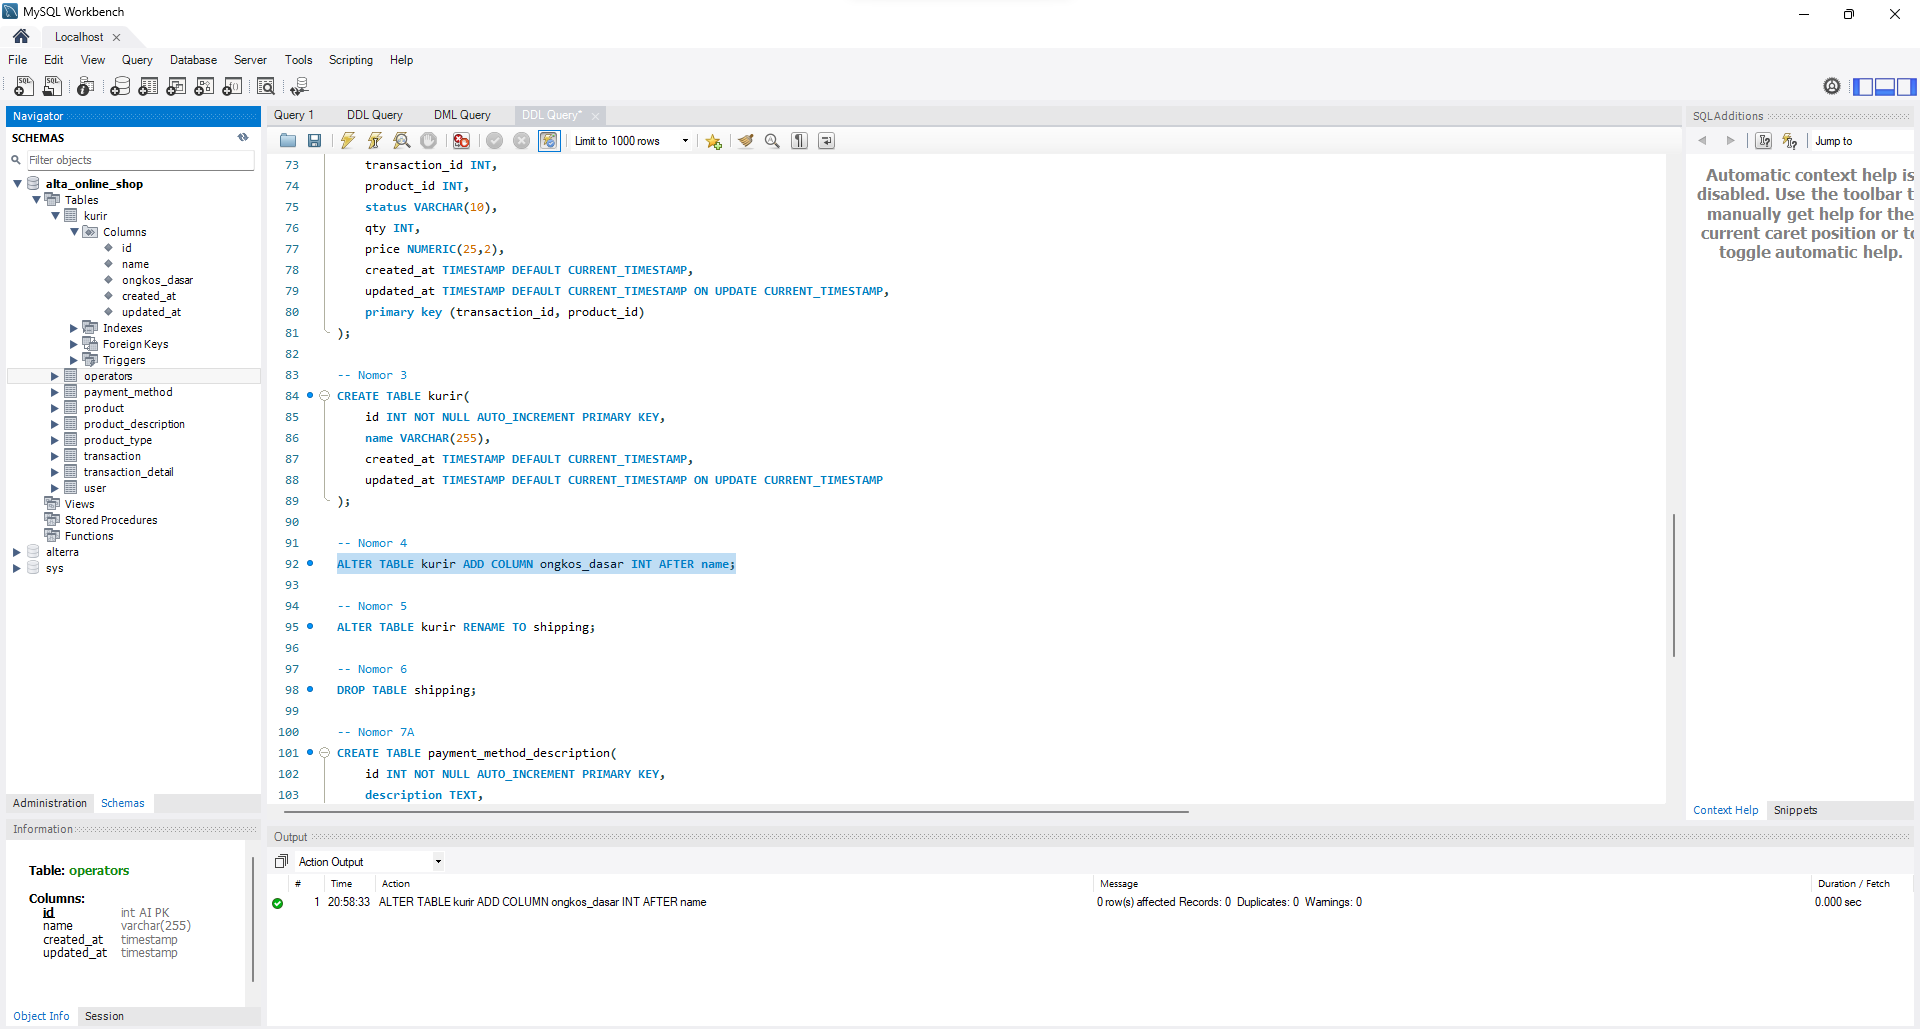 MySQL Workbench
Localhost
File Edit View Query Database Server Tools Scripting Help
Navigator
SCHEMAS
Filter objects
alta_online_shop
Tables
kurir
Columns
id
name
ongkos_dasar
created_at
updated_at
Indexes
Foreign Keys
Triggers
operators
payment_method
product
product_description
product_type
transaction
transaction_detail
user
Views
Stored Procedures
Functions
alterra
sys
Administration Schemas
Information
Table: operators
Columns:
id int AI PK
name varchar(255)
created_at timestamp
updated_at timestamp
Object Info Session
Query 1 DDL Query DML Query DDL Query*
Limit to 1000 rows
73 transaction_id INT,
74 product_id INT,
75 status VARCHAR(10),
76 qty INT,
77 price NUMERIC(25,2),
78 created_at TIMESTAMP DEFAULT CURRENT_TIMESTAMP,
79 updated_at TIMESTAMP DEFAULT CURRENT_TIMESTAMP ON UPDATE CURRENT_TIMESTAMP,
80 primary key (transaction_id, product_id)
81 );
82
83 -- Nomor 3
84 CREATE TABLE kurir(
85 id INT NOT NULL AUTO_INCREMENT PRIMARY KEY,
86 name VARCHAR(255),
87 created_at TIMESTAMP DEFAULT CURRENT_TIMESTAMP,
88 updated_at TIMESTAMP DEFAULT CURRENT_TIMESTAMP ON UPDATE CURRENT_TIMESTAMP
89 );
90
91 -- Nomor 4
92 ALTER TABLE kurir ADD COLUMN ongkos_dasar INT AFTER name;
93
94 -- Nomor 5
95 ALTER TABLE kurir RENAME TO shipping;
96
97 -- Nomor 6
98 DROP TABLE shipping;
99
100 -- Nomor 7A
101 CREATE TABLE payment_method_description(
102 id INT NOT NULL AUTO_INCREMENT PRIMARY KEY,
103 description TEXT,
SQLAdditions
Jump to
Automatic context help is
disabled. Use the toolbar t
manually get help for the
current caret position or to
toggle automatic help.
Context Help Snippets
Output
Action Output
# Time Action Message Duration / Fetch
1 20:58:33 ALTER TABLE kurir ADD COLUMN ongkos_dasar INT AFTER name 0 row(s) affected Records: 0 Duplicates: 0 Warnings: 0 0.000 sec